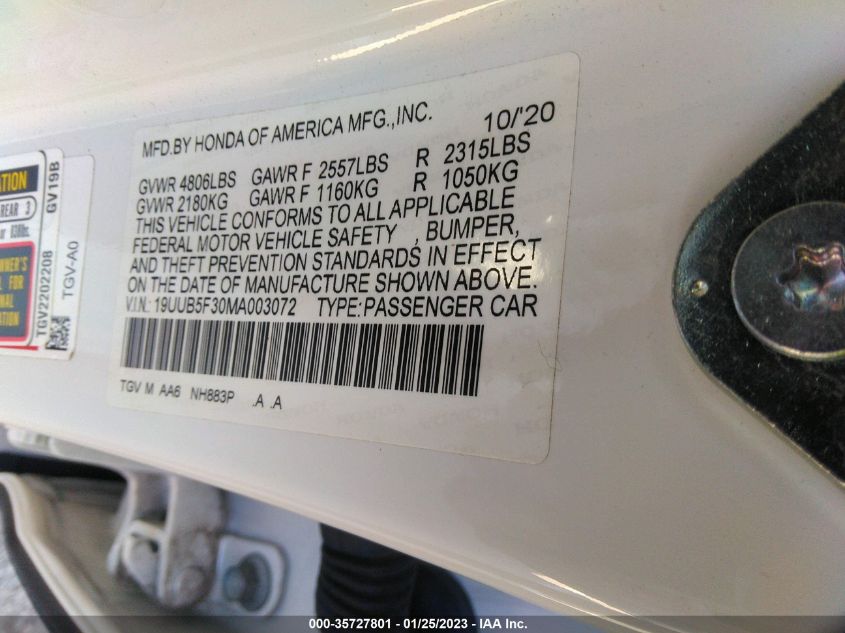 MFD.BY HONDA OF AMERICA MFG.,INC. 10/'20
GVWR 4806LBS GAWR F 2557LBS R 2315LBS
GVWR 2180KG GAWR F 1160KG R 1050KG
THIS VEHICLE CONFORMS TO ALL APPLICABLE
FEDERAL MOTOR VEHICLE SAFETY , BUMPER,
AND THEFT PREVENTION STANDARDS IN EFFECT
ON THE DATE OF MANUFACTURE SHOWN ABOVE.
V.I.N.: 19UUB5F30MA003072 TYPE:PASSENGER CAR
TGV M AA6 NH883P .A .A
GV19B
TGV-A0
TGV2202208
REAR 3
000-35727801 - 01/25/2023 - IAA Inc.